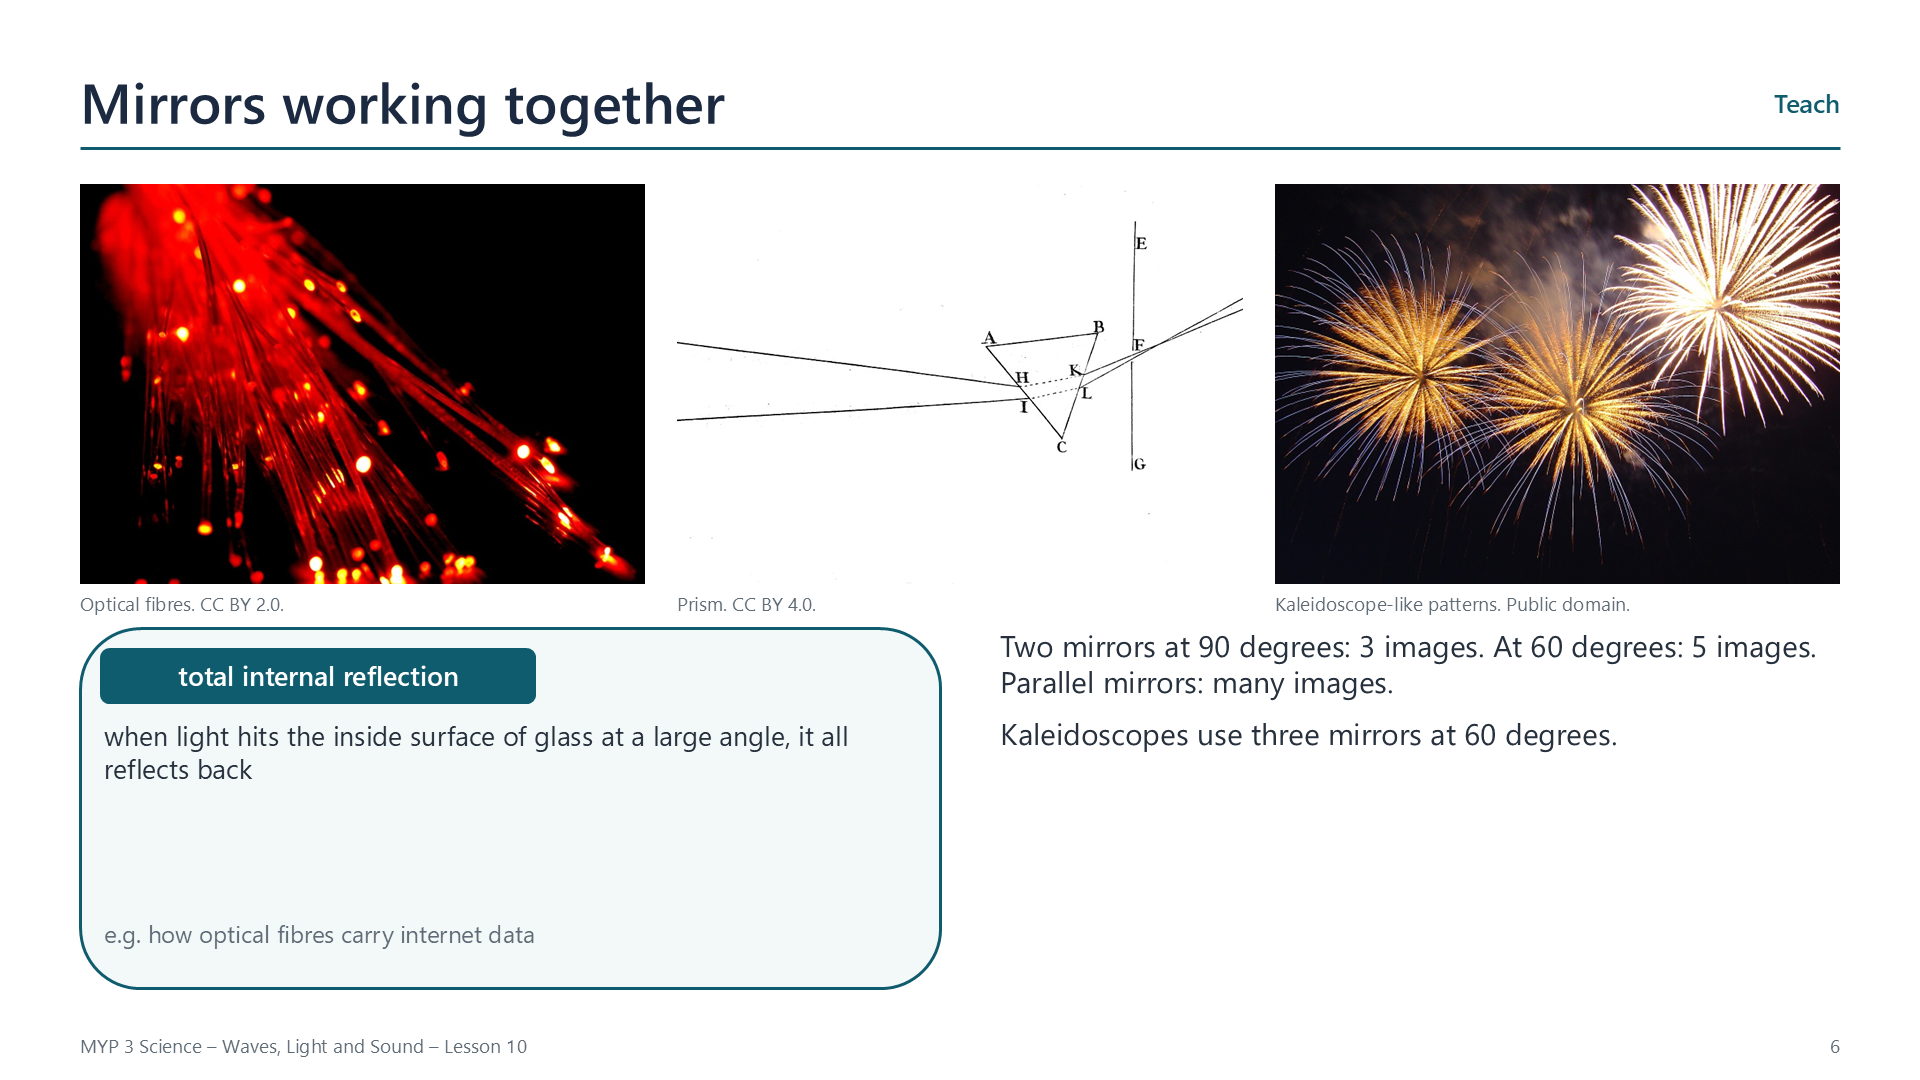 Mirrors working together
Teach
E
A
B
F
H
K
I
L
C
G
Optical fibres. CC BY 2.0.
Prism. CC BY 4.0.
Kaleidoscope-like patterns. Public domain.
total internal reflection
when light hits the inside surface of glass at a large angle, it all
reflects back
e.g. how optical fibres carry internet data
Two mirrors at 90 degrees: 3 images. At 60 degrees: 5 images.
Parallel mirrors: many images.
Kaleidoscopes use three mirrors at 60 degrees.
MYP 3 Science – Waves, Light and Sound – Lesson 10
6